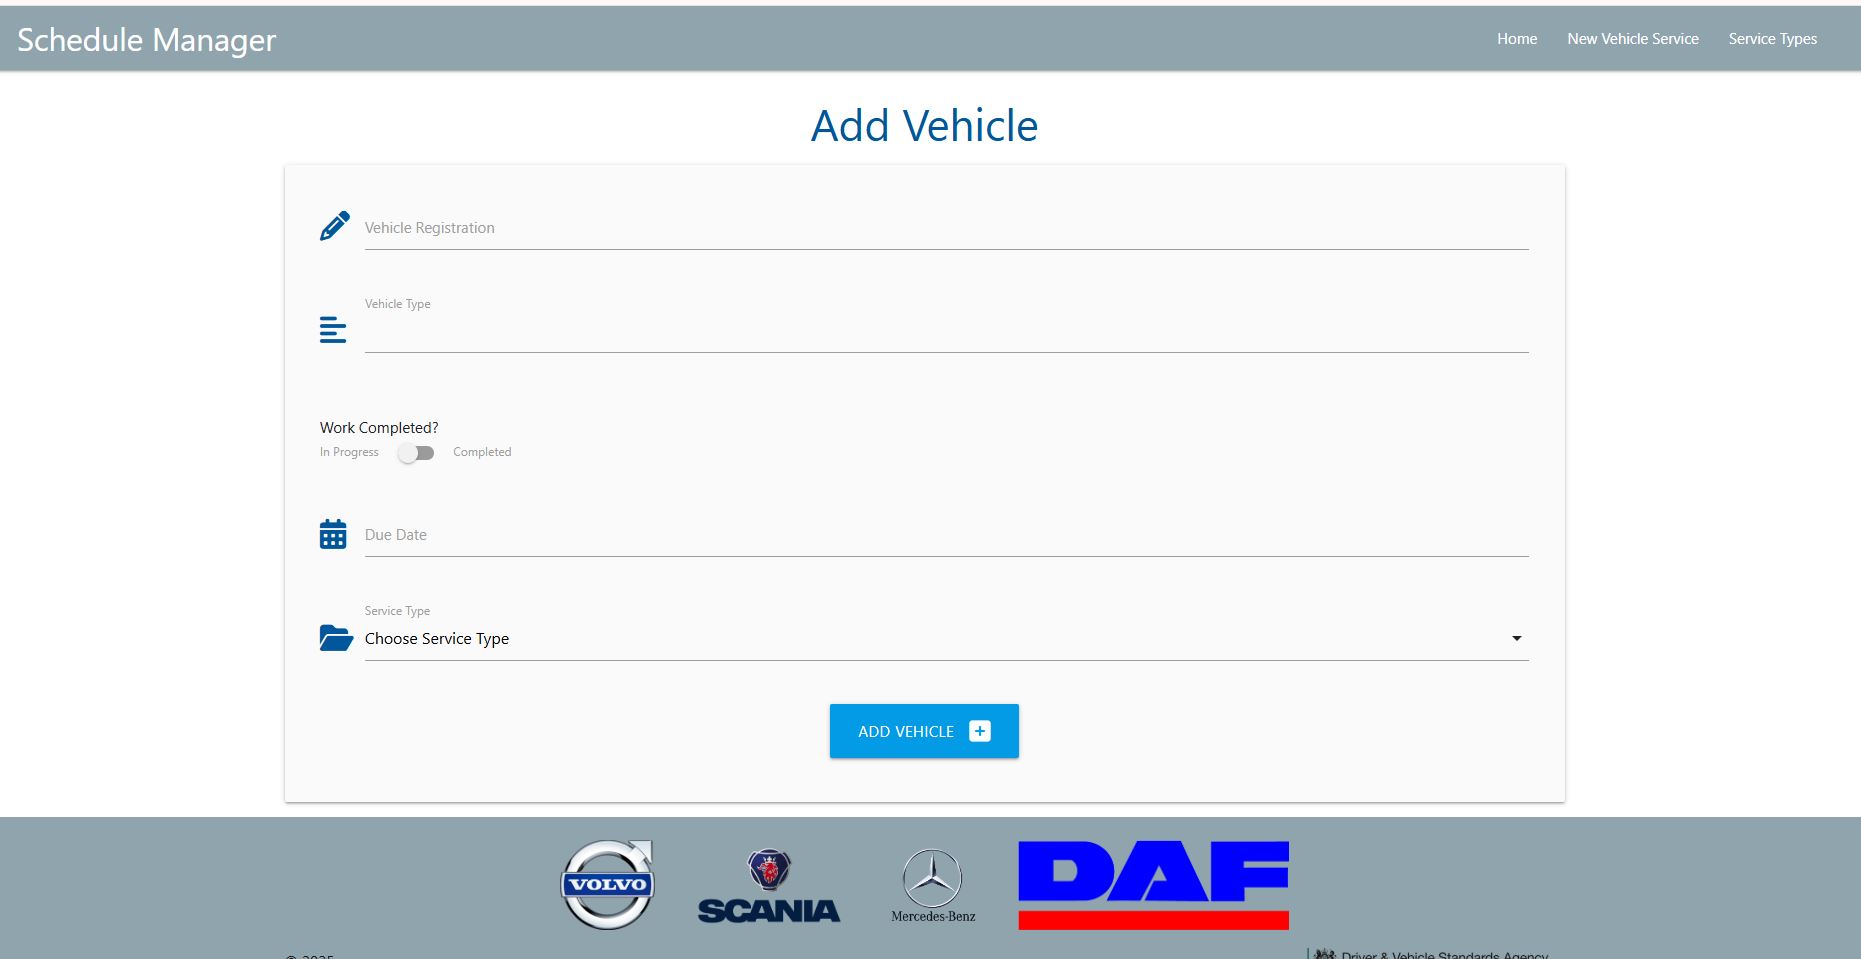 Schedule Manager
Home New Vehicle Service Service Types
Add Vehicle
Vehicle Registration
Vehicle Type
Work Completed?
In Progress Completed
Due Date
Service Type
Choose Service Type
ADD VEHICLE
VOLVO
SCANIA
Mercedes-Benz
DAF
© 2025
Driver & Vehicle Standards Agency